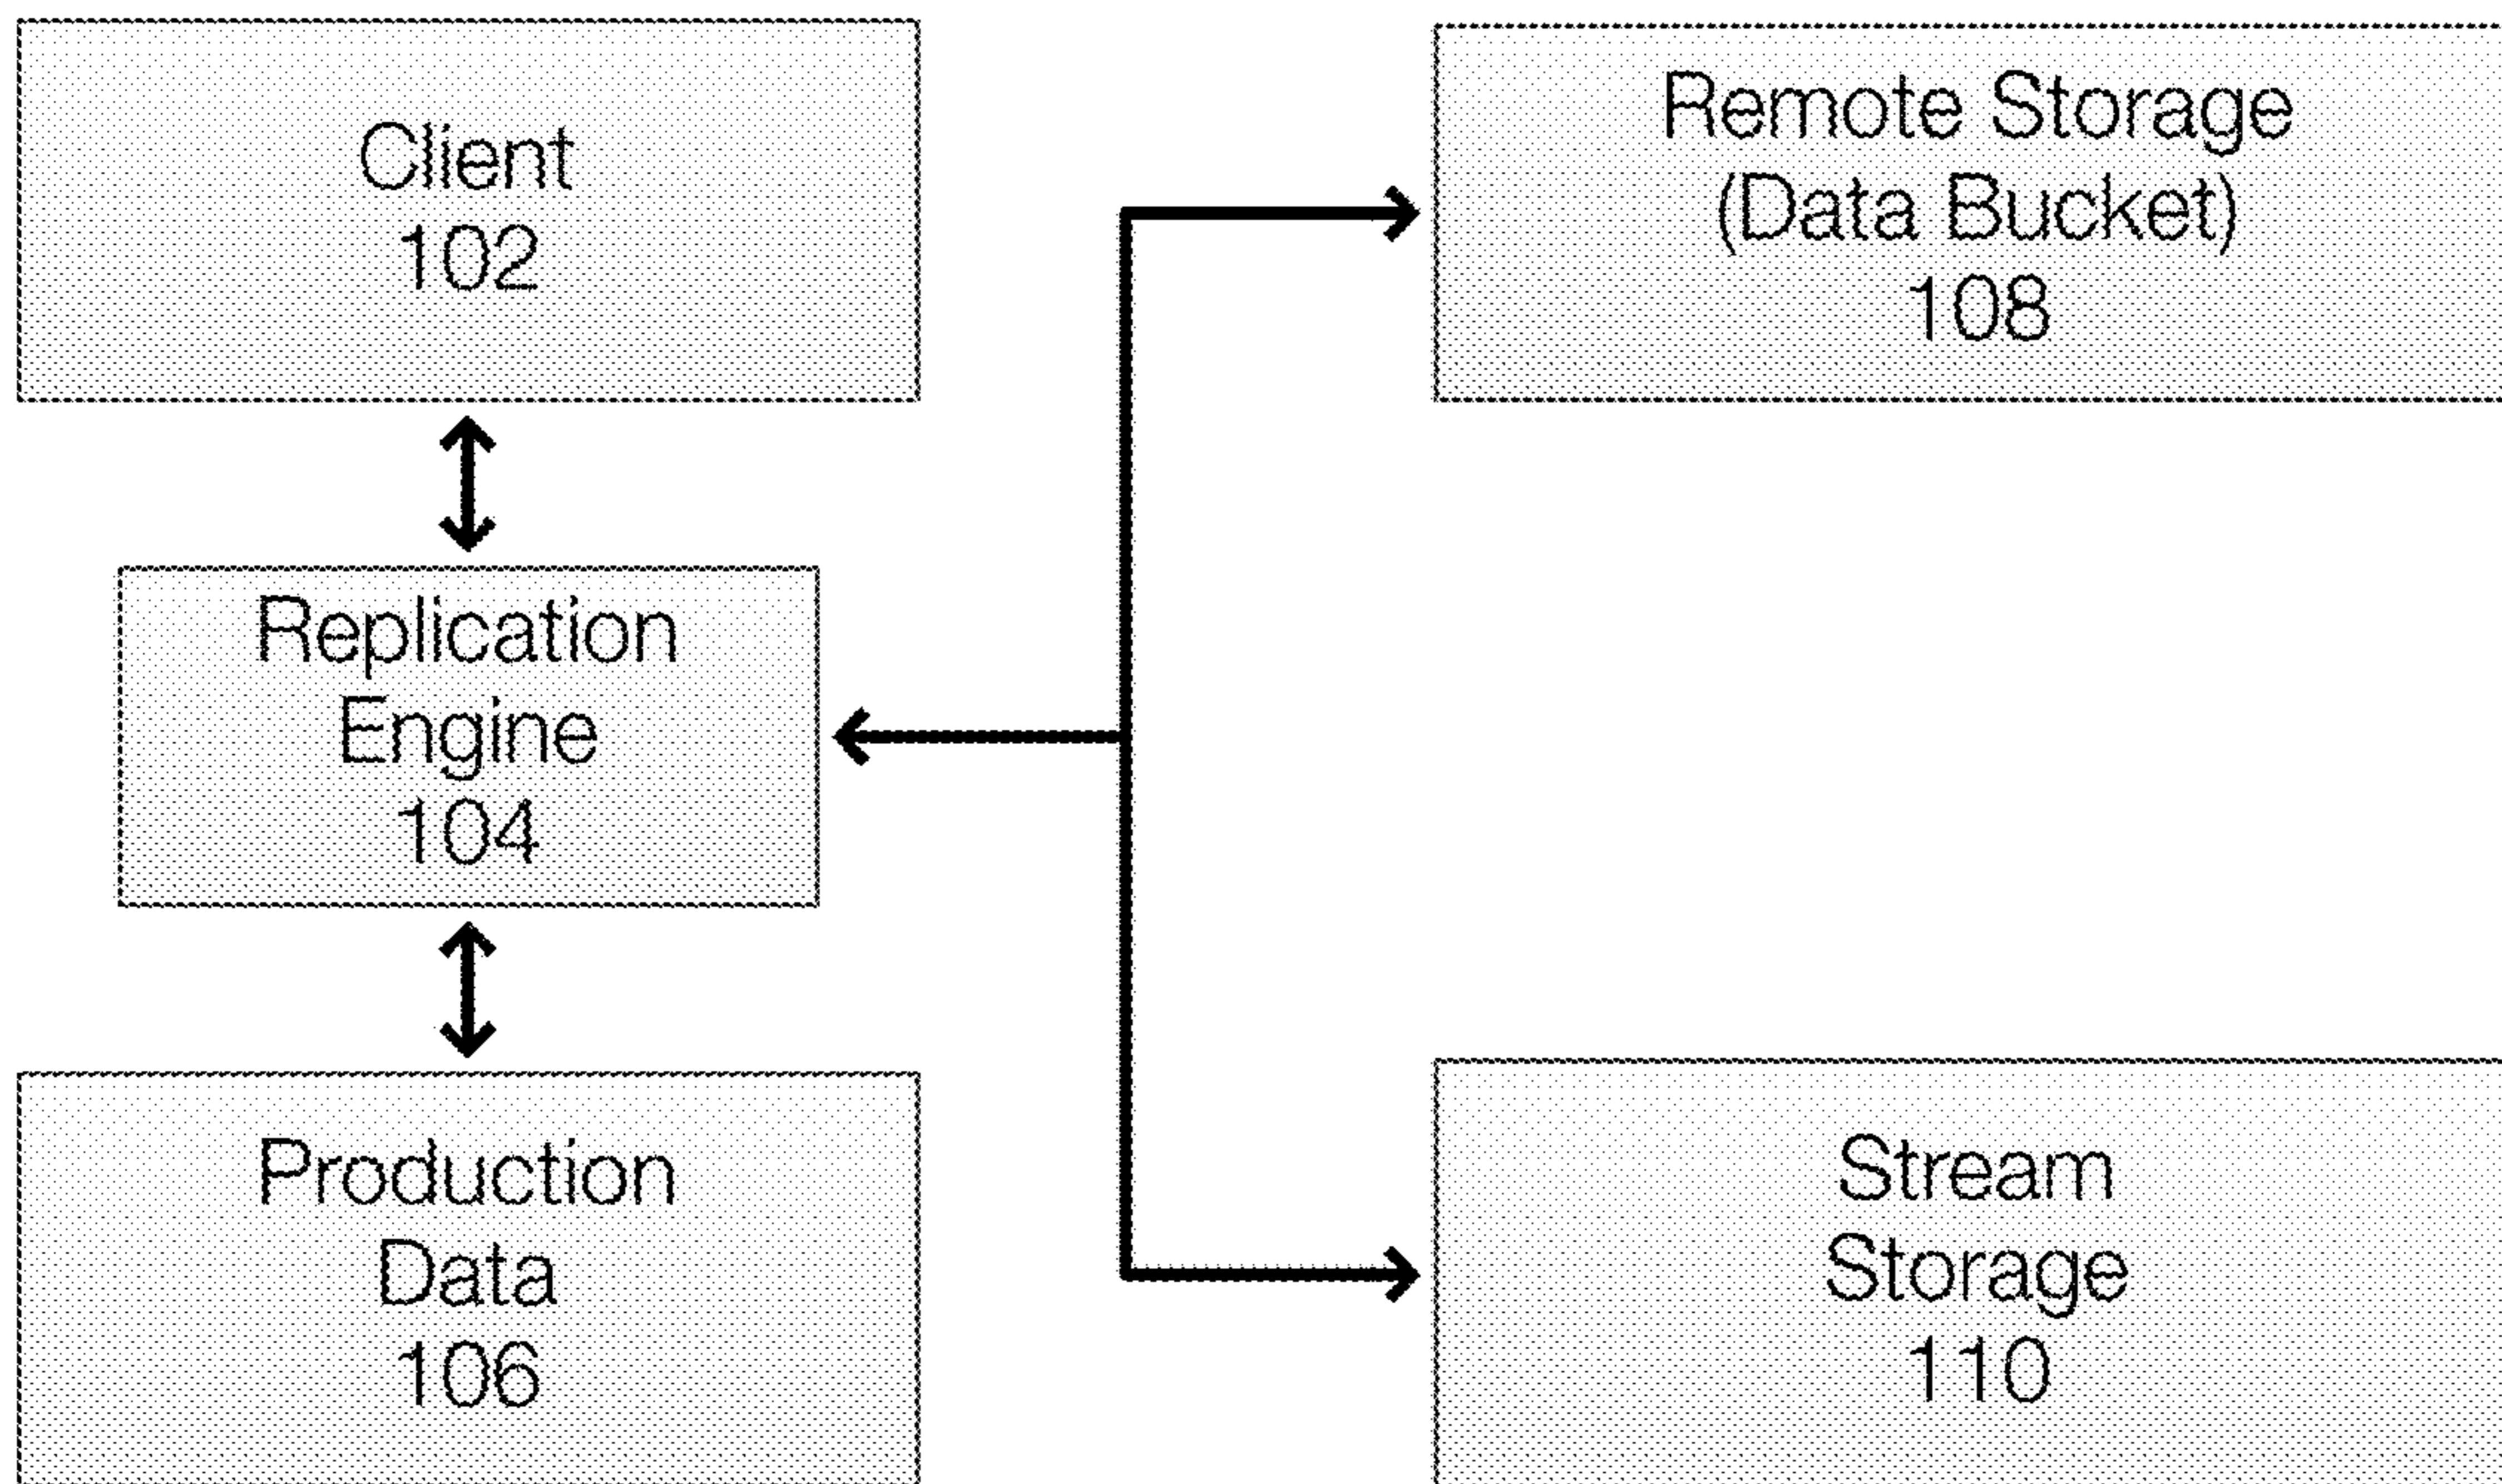 Client
102
Remote Storage
(Data Bucket)
108
Replication
Engine
104
Production
Data
106
Stream
Storage
110